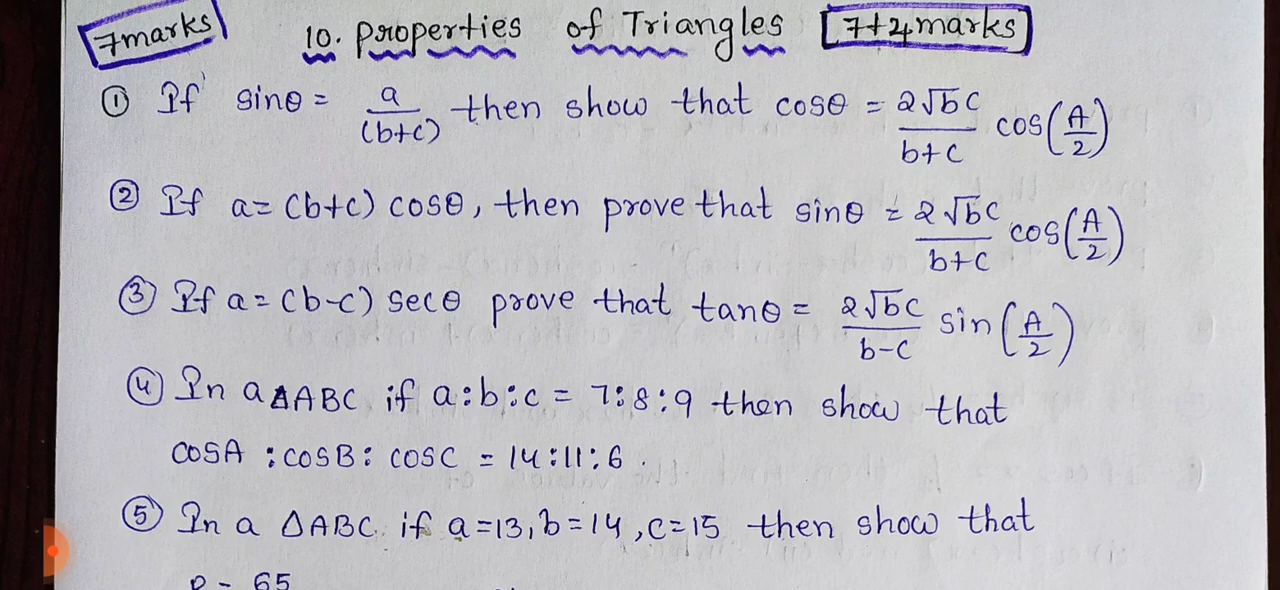 7marks
10. Properties of Triangles [7+4marks]
① If sinθ = a/(b+c) then show that cosθ = 2√bc/b+c cos(A/2)
② If a=(b+c) cosθ, then prove that sinθ = 2√bc/b+c cos(A/2)
③ If a=(b-c) secθ prove that tanθ = 2√bc/b-c sin(A/2)
④ In a ΔABC if a:b:c = 7:8:9 then show that
cosA : cosB : cosC = 14:11:6.
⑤ In a ΔABC. if a=13, b=14, c=15 then show that
65